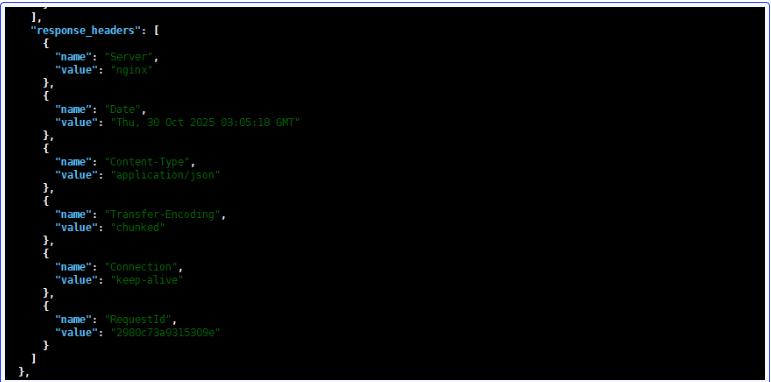 ],
"response_headers": [
{
"name": "Server",
"value": "nginx"
},
{
"name": "Date",
"value": "Thu, 30 Oct 2025 03:05:18 GMT"
},
{
"name": "Content-Type",
"value": "application/json"
},
{
"name": "Transfer-Encoding",
"value": "chunked"
},
{
"name": "Connection",
"value": "keep-alive"
},
{
"name": "RequestId",
"value": "2980c73a9315309e"
}
]
},